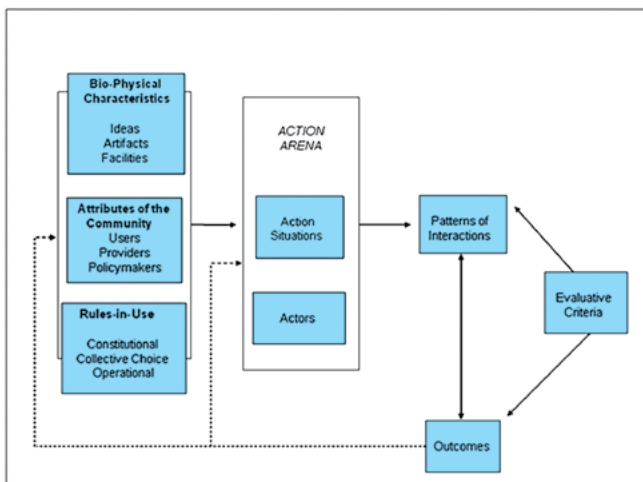 Bio-Physical
Characteristics
Ideas
Artifacts
Facilities
Attributes of the
Community
Users
Providers
Policymakers
Rules-in-Use
Constitutional
Collective Choice
Operational
ACTION
ARENA
Action
Situations
Actors
Patterns of
Interactions
Outcomes
Evaluative
Criteria